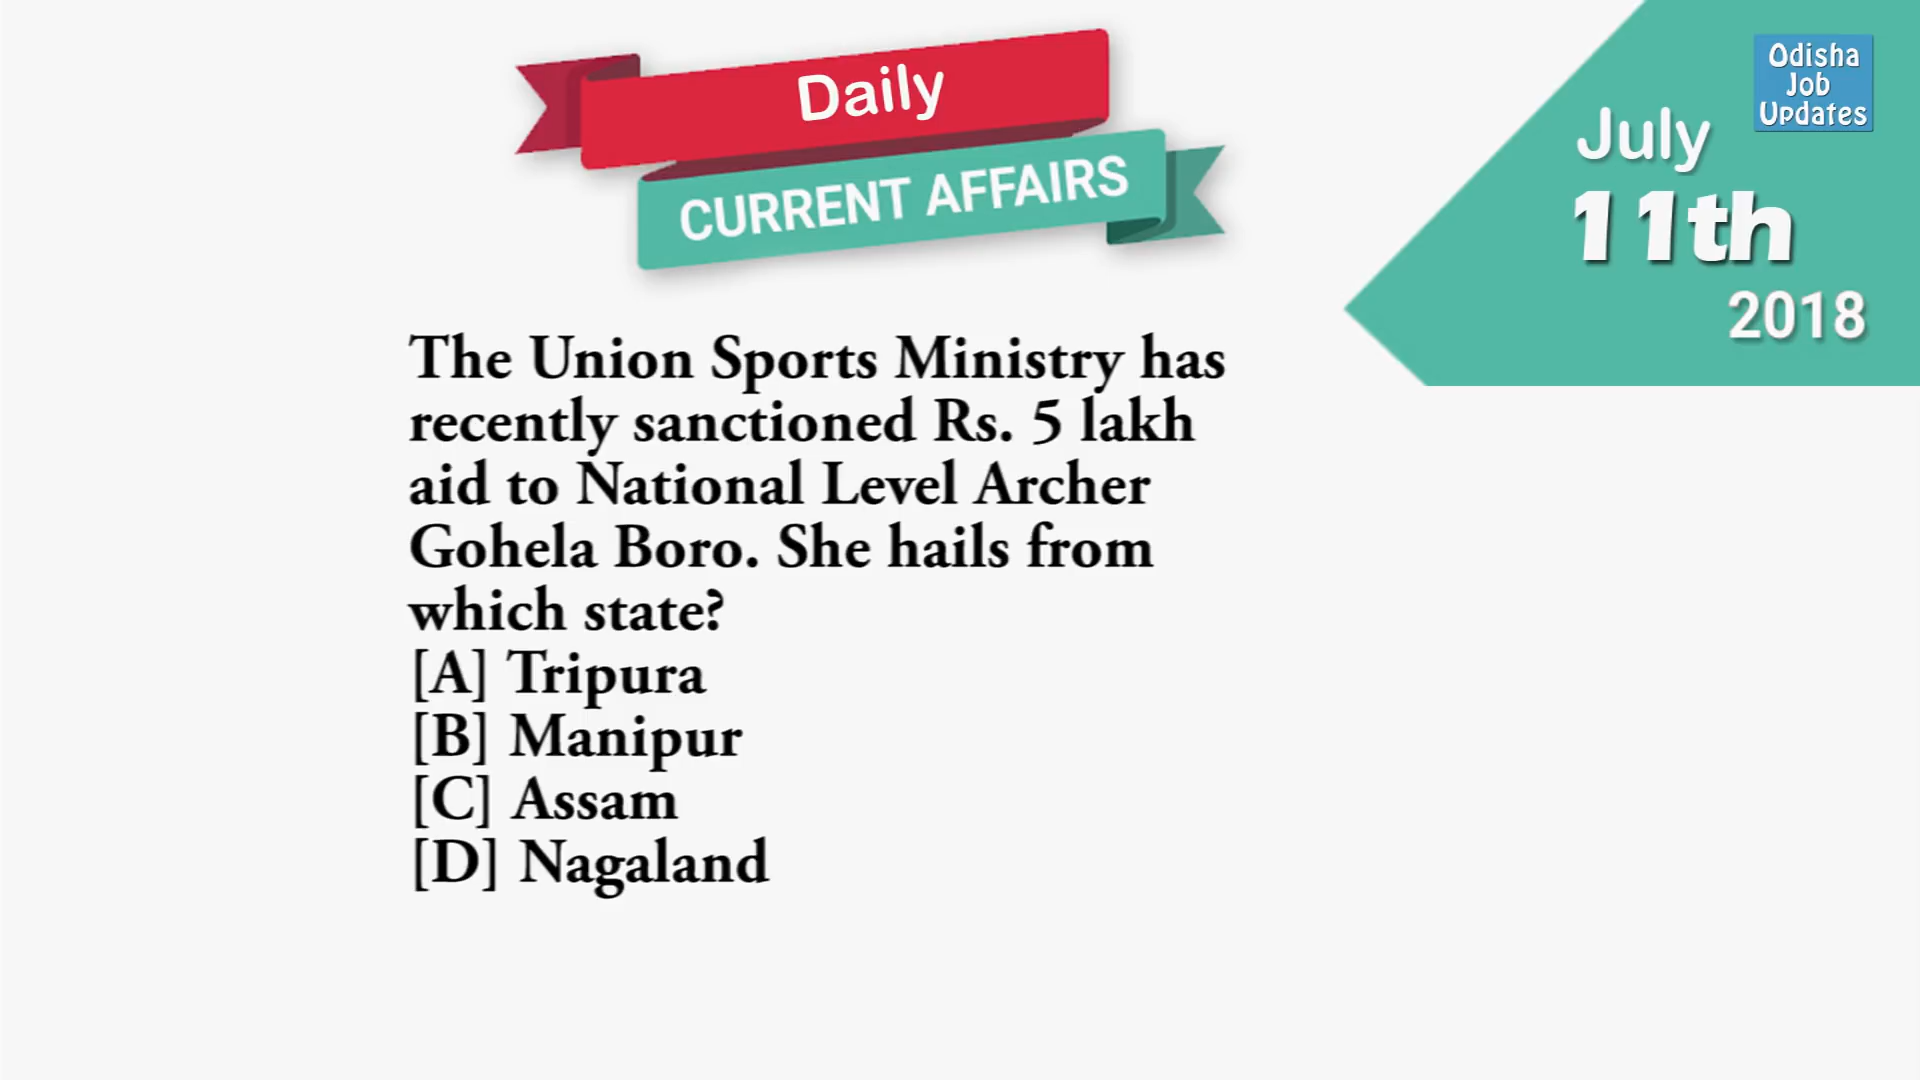 Daily
CURRENT AFFAIRS
Odisha
Job
Updates
July
11th
2018
The Union Sports Ministry has
recently sanctioned Rs. 5 lakh
aid to National Level Archer
Gohela Boro. She hails from
which state?
[A] Tripura
[B] Manipur
[C] Assam
[D] Nagaland